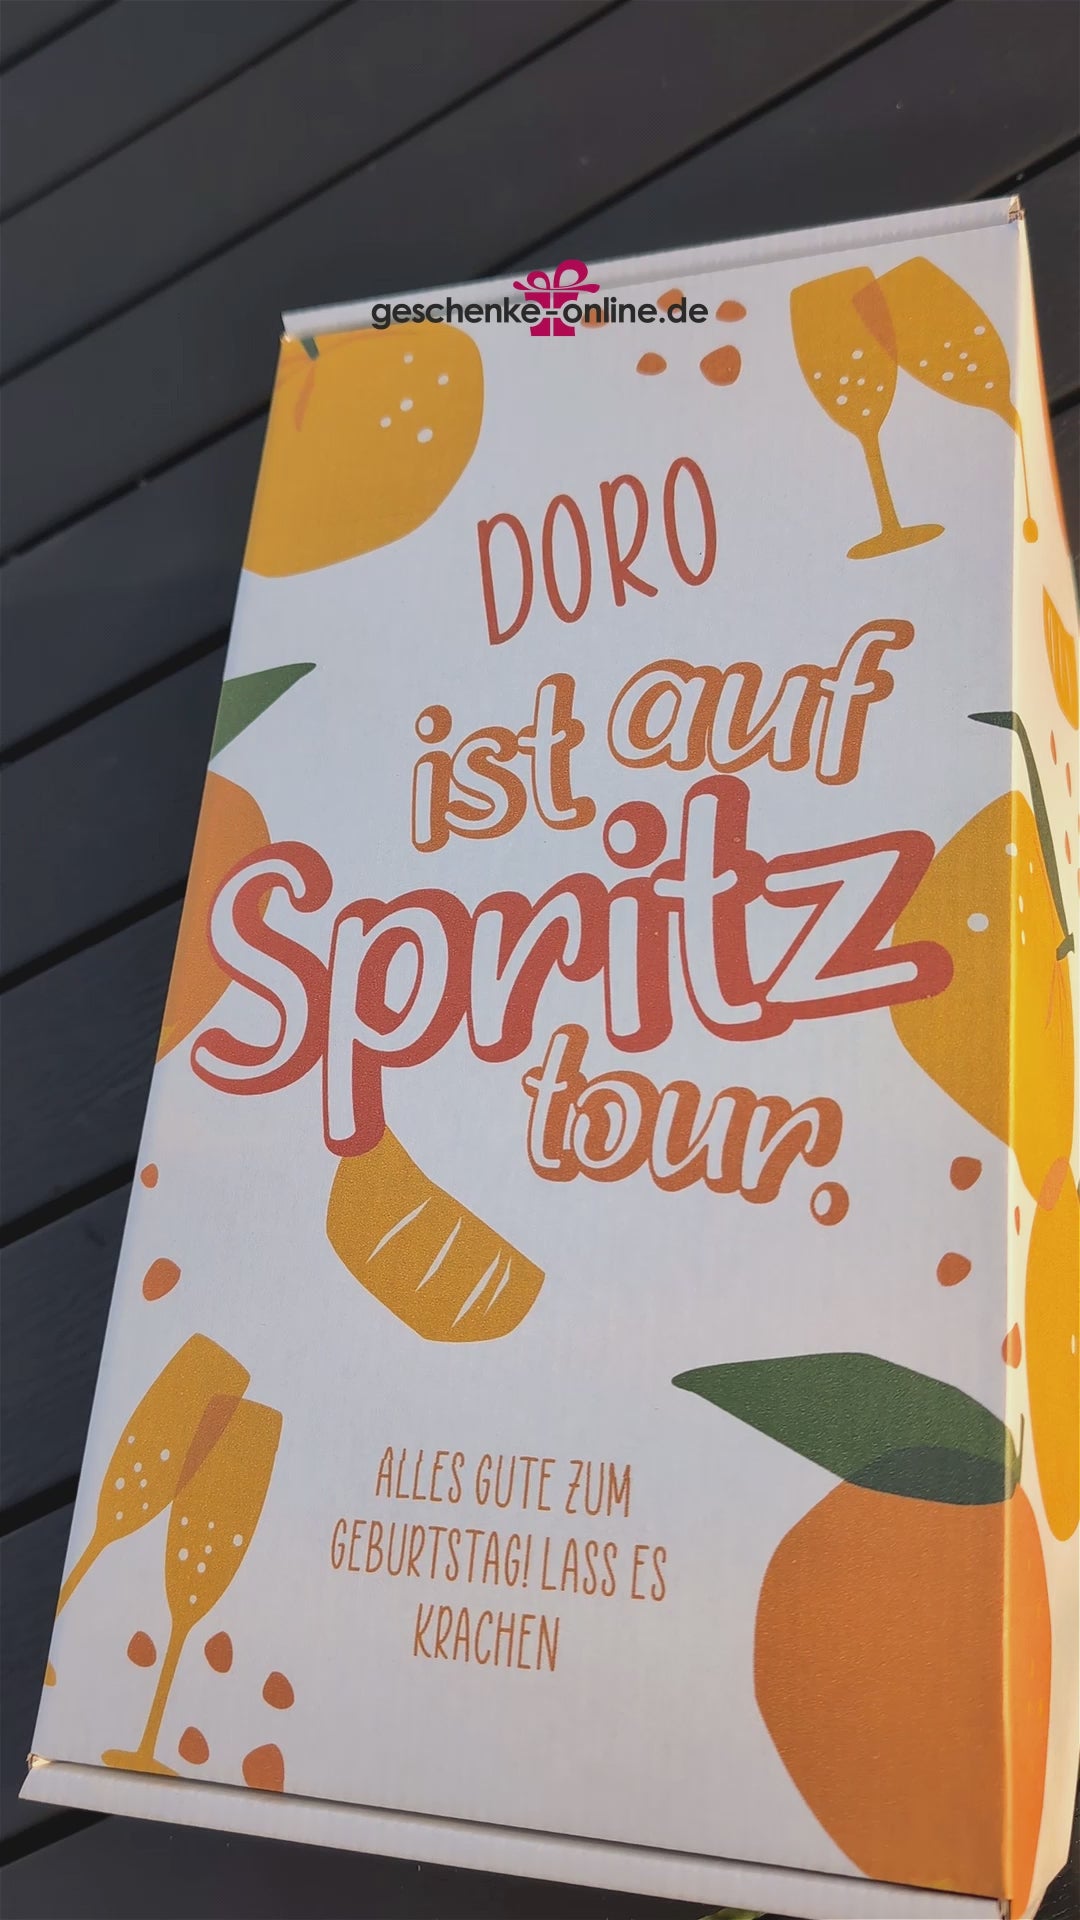 geschenke-online.de
DORO
ist auf
Spritz
tour.
ALLES GUTE ZUM
GEBURTSTAG! LASS ES
KRACHEN